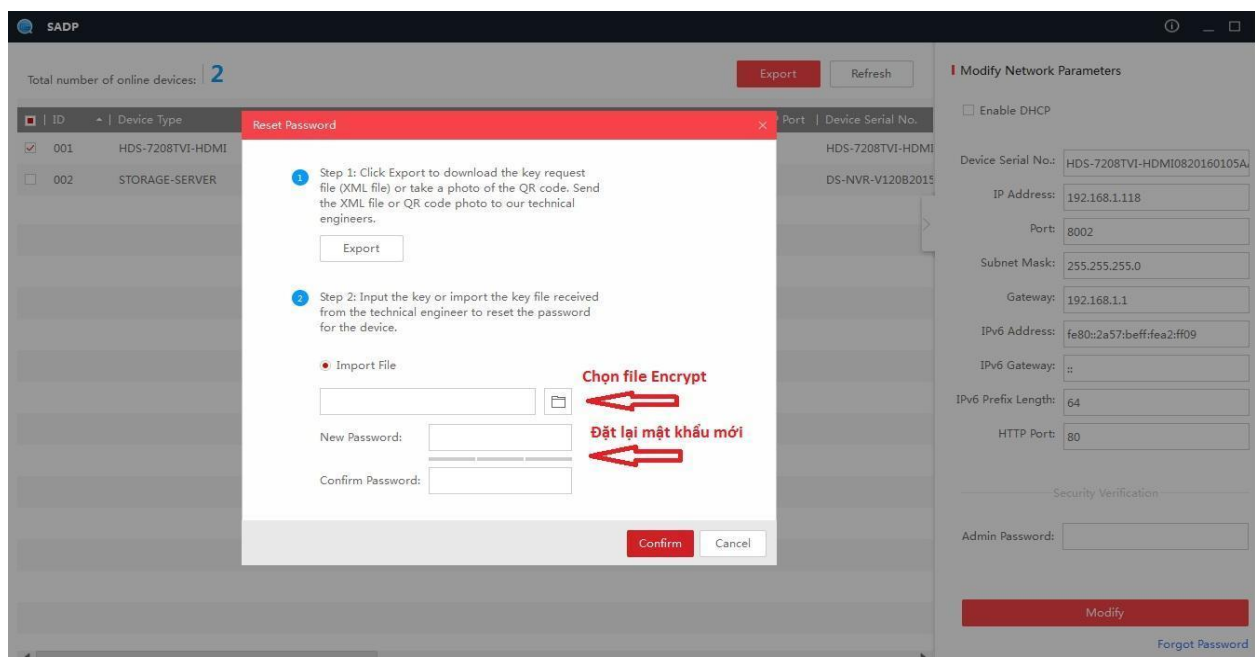 SADP
Total number of online devices: 2
Export
Refresh
ID | Device Type
Port | Device Serial No.
001 HDS-7208TVI-HDMI HDS-7208TVI-HDMI
002 STORAGE-SERVER DS-NVR-V120B2015
Reset Password
1 Step 1: Click Export to download the key request
file (XML file) or take a photo of the QR code. Send
the XML file or QR code photo to our technical
engineers.
Export
2 Step 2: Input the key or import the key file received
from the technical engineer to reset the password
for the device.
Import File
Chọn file Encrypt
New Password:
Đặt lại mật khẩu mới
Confirm Password:
Confirm
Cancel
Modify Network Parameters
Enable DHCP
Device Serial No.: HDS-7208TVI-HDMI0820160105A
IP Address: 192.168.1.118
Port: 8002
Subnet Mask: 255.255.255.0
Gateway: 192.168.1.1
IPv6 Address: fe80::2a57:beff:fea2:ff09
IPv6 Gateway: ::
IPv6 Prefix Length: 64
HTTP Port: 80
Security Verification
Admin Password:
Modify
Forgot Password